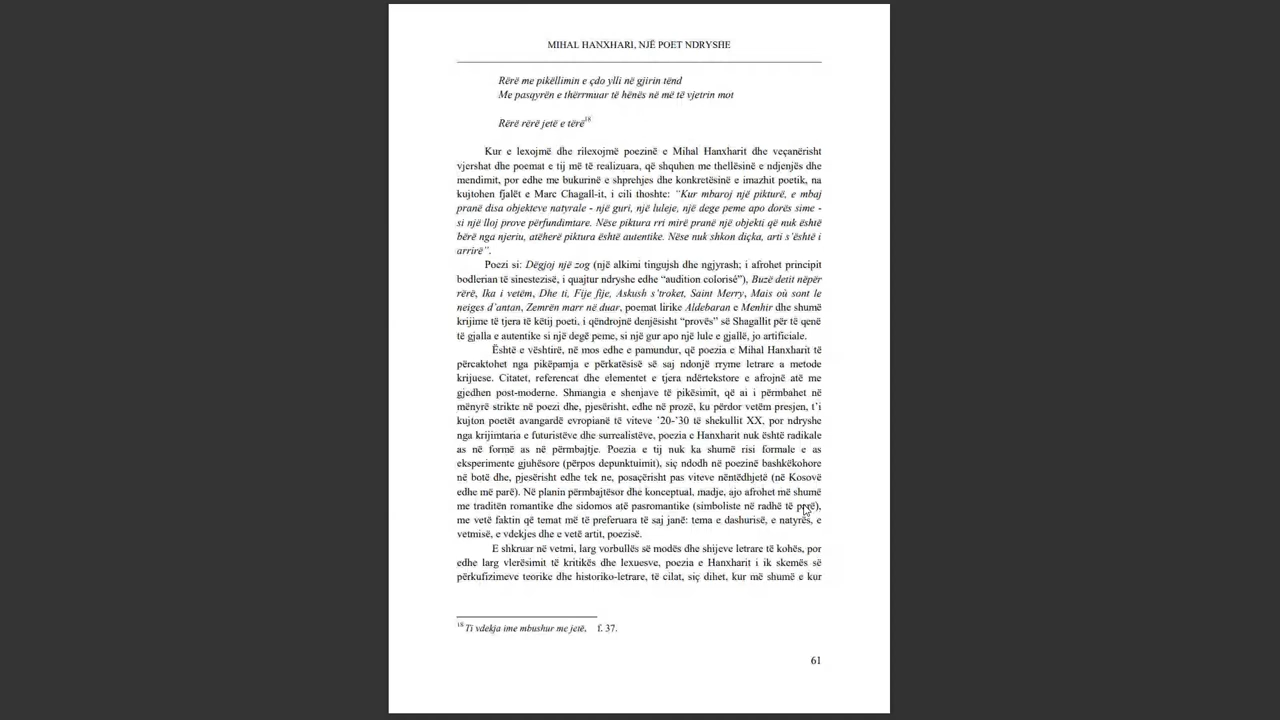 MIHAL HANXHARI, NJË POET NDRYSHE
Rërë me pikëllimin e çdo ylli në gjirin tënd
Me pasqyrën e thërrmuar të hënës në më të vjetrin mot
Rërë rërë jetë e tërë18
Kur e lexojmë dhe rilexojmë poezinë e Mihal Hanxharit dhe veçanërisht
vjershat dhe poemat e tij më të realizuara, që shquhen me thellësinë e ndjenjës dhe
mendimit, por edhe me bukurinë e shprehjes dhe konkretësinë e imazhit poetik, na
kujtohen fjalët e Marc Chagall-it, i cili thoshte: “Kur mbaroj një pikturë, e mbaj
pranë disa objekteve natyrale - një guri, një luleje, një dege peme apo dorës sime -
si një lloj prove përfundimtare. Nëse piktura rri mirë pranë një objekti që nuk është
bërë nga njeriu, atëherë piktura është autentike. Nëse nuk shkon diçka, arti s’është i
arrirë”.
Poezi si: Dëgjoj një zog (një alkimi tingujsh dhe ngjyrash; i afrohet principit
bodlerian të sinestezisë, i quajtur ndryshe edhe “audition colorisé”), Buzë detit nëpër
rërë, Ika i vetëm, Dhe ti, Fije fije, Askush s’troket, Saint Merry, Mais où sont le
neiges d’antan, Zemrën marr në duar, poemat lirike Aldebaran e Menhir dhe shumë
krijime të tjera të këtij poeti, i qëndrojnë denjësisht “provës” së Shagallit për të qenë
të gjalla e autentike si një degë peme, si një gur apo një lule e gjallë, jo artificiale.
Është e vështirë, në mos edhe e pamundur, që poezia e Mihal Hanxharit të
përcaktohet nga pikëpamja e përkatësisë së saj ndonjë rryme letrare a metode
krijuese. Citatet, referencat dhe elementet e tjera ndërtekstore e afrojnë atë me
gjedhen post-moderne. Shmangia e shenjave të pikësimit, që ai i përmbahet në
mënyrë strikte në poezi dhe, pjesërisht, edhe në prozë, ku përdor vetëm presjen, t’i
kujton poetët avangardë evropianë të viteve ’20-’30 të shekullit XX, por ndryshe
nga krijimtaria e futuristëve dhe surrealistëve, poezia e Hanxharit nuk është radikale
as në formë as në përmbajtje. Poezia e tij nuk ka shumë risi formale e as
eksperimente gjuhësore (përpos depunktuimit), siç ndodh në poezinë bashkëkohore
në botë dhe, pjesërisht edhe tek ne, posaçërisht pas viteve nëntëdhjetë (në Kosovë
edhe më parë). Në planin përmbajtësor dhe konceptual, madje, ajo afrohet më shumë
me traditën romantike dhe sidomos atë pasromantike (simboliste në radhë të parë),
me vetë faktin që temat më të preferuara të saj janë: tema e dashurisë, e natyrës, e
vetmisë, e vdekjes dhe e vetë artit, poezisë.
E shkruar në vetmi, larg vorbullës së modës dhe shijeve letrare të kohës, por
edhe larg vlerësimit të kritikës dhe lexuesve, poezia e Hanxharit i ik skemës së
përkufizimeve teorike dhe historiko-letrare, të cilat, siç dihet, kur më shumë e kur
18 Ti vdekja ime mbushur me jetë, f. 37.
61